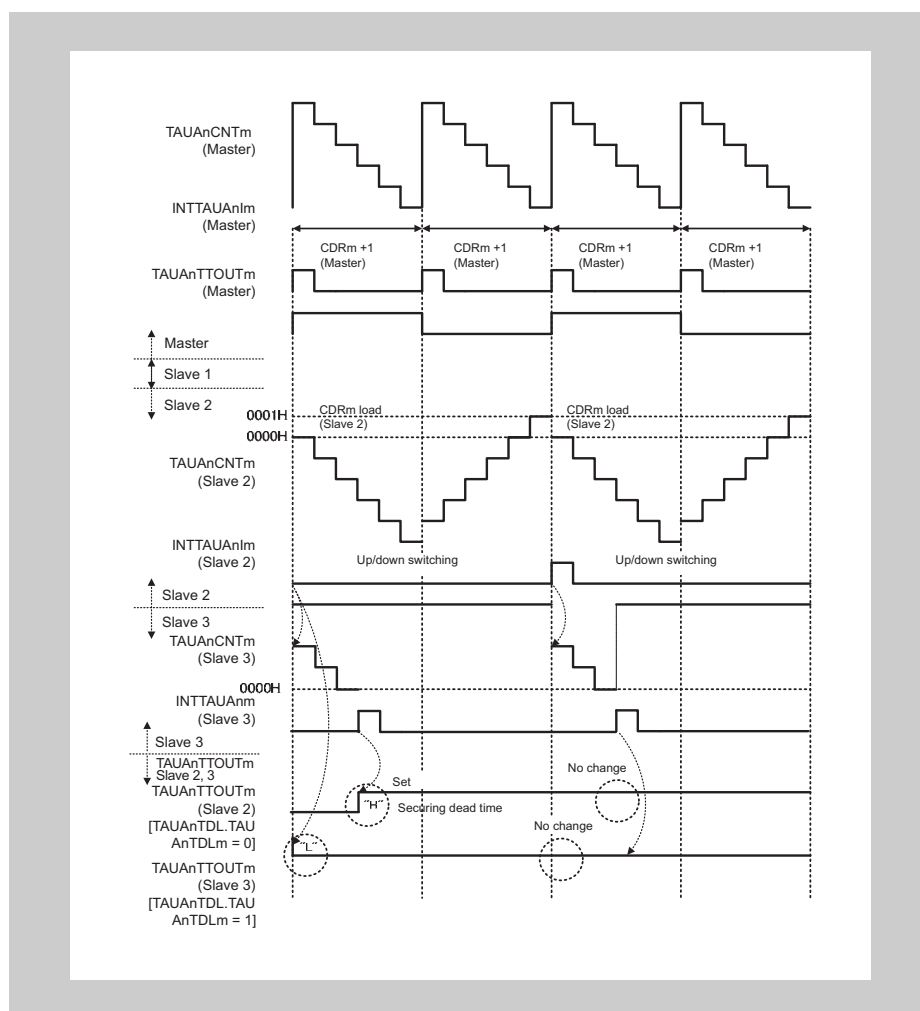 TAUAnCNTm
(Master)
INTTAUAnIm
(Master)
CDRm +1
(Master)
CDRm +1
(Master)
CDRm +1
(Master)
CDRm +1
(Master)
TAUAnTTOUTm
(Master)
Master
Slave 1
Slave 2
0001H
CDRm load
(Slave 2)
CDRm load
(Slave 2)
0000H
TAUAnCNTm
(Slave 2)
INTTAUAnIm
(Slave 2)
Up/down switching
Up/down switching
Slave 2
Slave 3
TAUAnCNTm
(Slave 3)
0000H
INTTAUAnm
(Slave 3)
Slave 3
TAUAnTTOUTm
Slave 2, 3
TAUAnTTOUTm
(Slave 2)
[TAUAnTDL.TAU
AnTDLm = 0]
Set
"H"
Securing dead time
No change
No change
"L"
TAUAnTTOUTm
(Slave 3)
[TAUAnTDL.TAU
AnTDLm = 1]